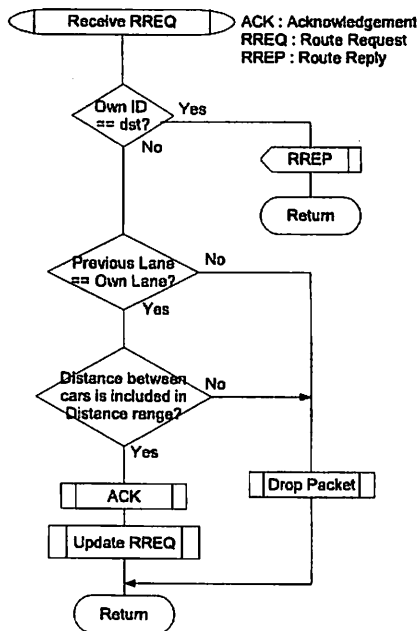 Receive RREQ
ACK : Acknowledgement
RREQ : Route Request
RREP : Route Reply
Own ID
== dst?
Yes
No
RREP
Return
Previous Lane
== Own Lane?
No
Yes
Distance between
cars is included in
Distance range?
No
Yes
ACK
Drop Packet
Update RREQ
Return